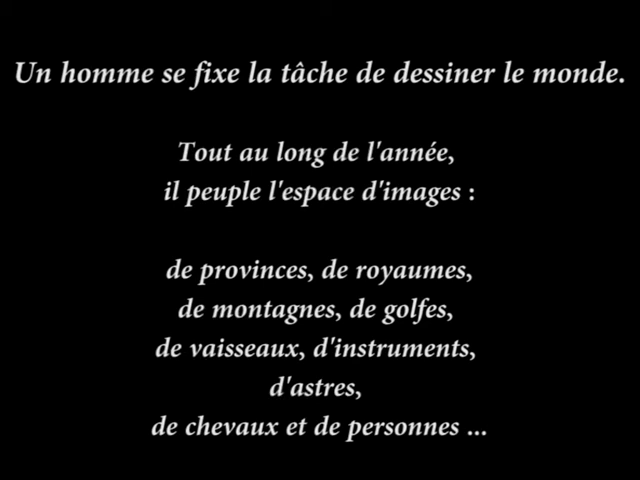 Un homme se fixe la tâche de dessiner le monde.
Tout au long de l'année,
il peuple l'espace d'images :
de provinces, de royaumes,
de montagnes, de golfes,
de vaisseaux, d'instruments,
d'astres,
de chevaux et de personnes ...